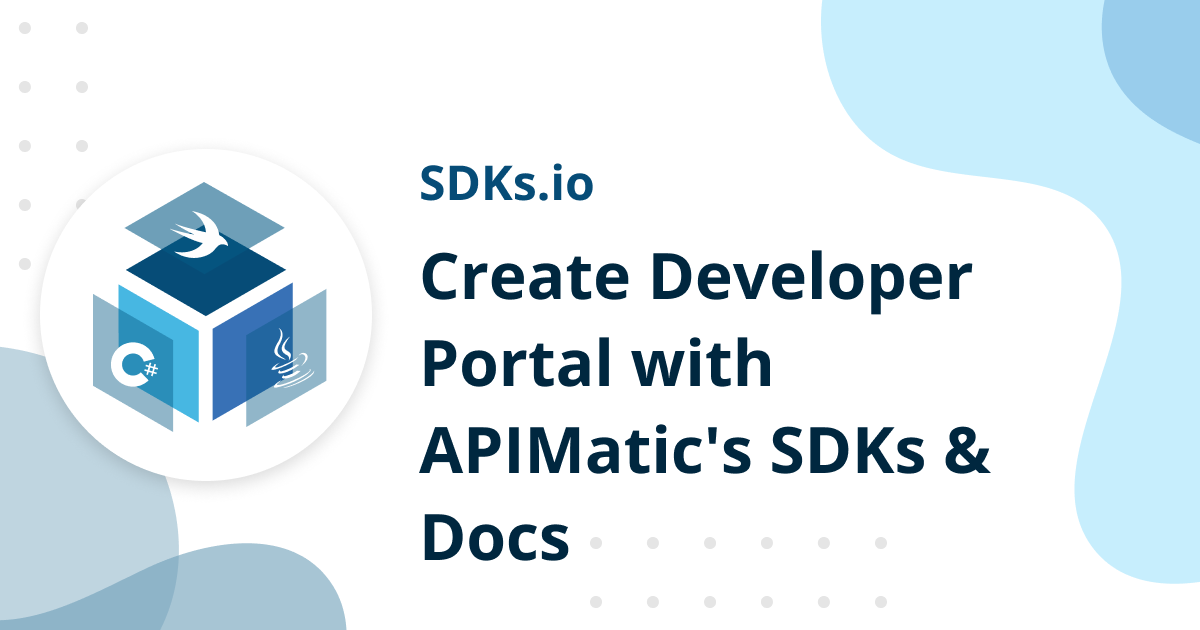 SDKs.io
Create Developer
Portal with
APIMatic's SDKs &
Docs
C#